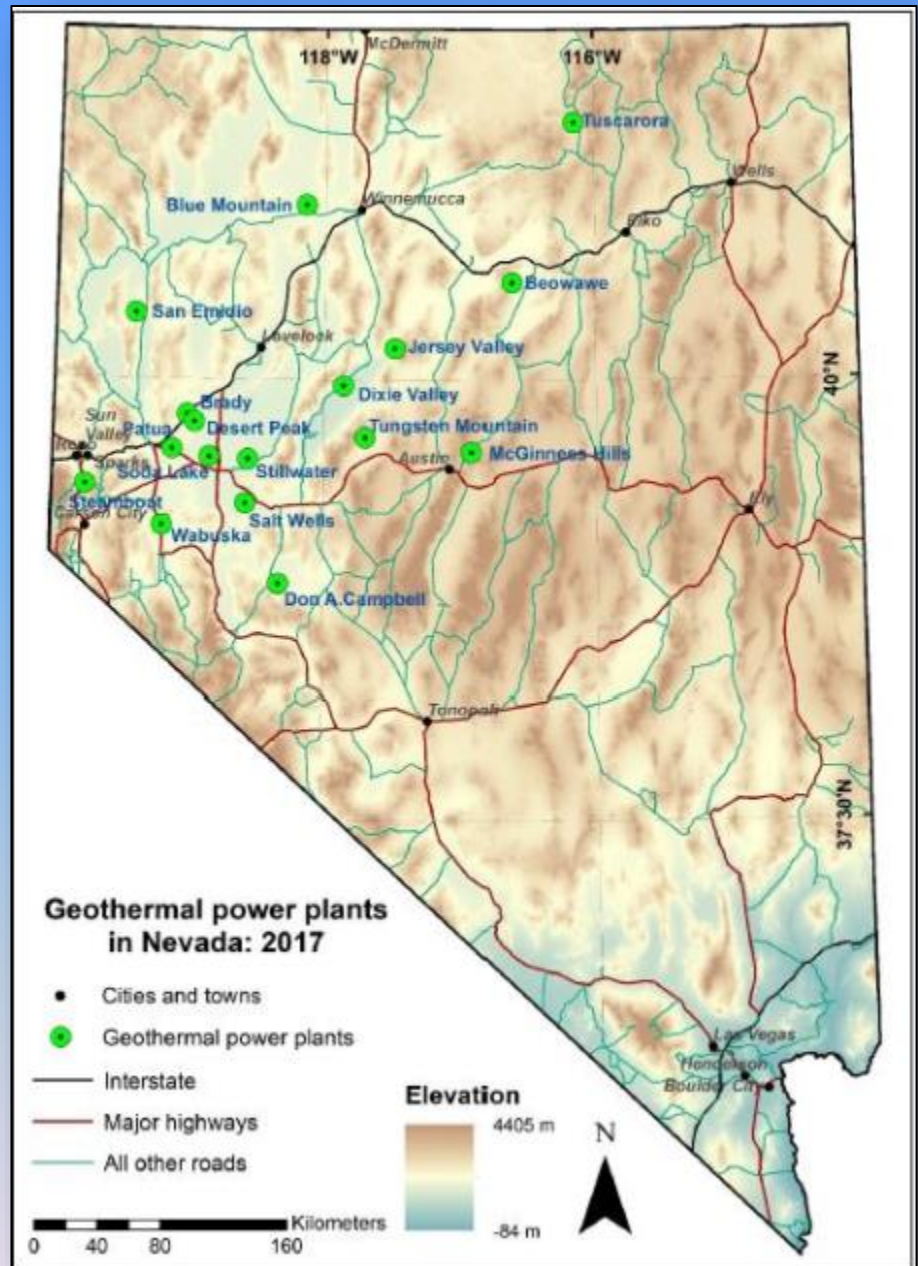 McDermitt
118°W
116°W
Tuscarora
Wells
Blue Mountain
Winnemucca
Elko
Beowawe
San Emidio
Lovelock
Jersey Valley
40°N
Dixie Valley
Brady
Sun
Valley
Patua
Desert Peak
Tungsten Mountain
Reno
Sparks
Soda Lake
Stillwater
Austin
McGinness Hills
Steamboat
Carson City
Salt Wells
Ely
Wabuska
Don A.Campbell
Tonopah
37°30'N
Geothermal power plants
in Nevada: 2017
Cities and towns
Geothermal power plants
Interstate
Major highways
All other roads
Kilometers
0 40 80 160
Elevation
4405 m
-84 m
N
Las Vegas
Henderson
Boulder City